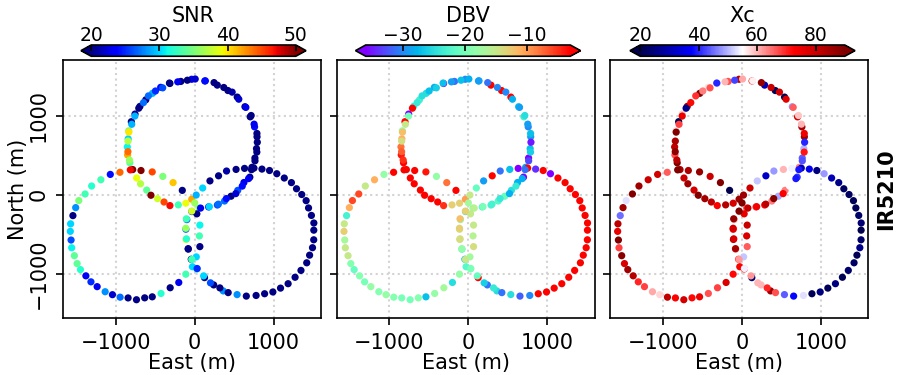 SNR DBV Xc
20 30 40 50 −30 −20 −10 20 40 60 80
1000
0
−1000
North (m)
−1000 0 1000 −1000 0 1000 −1000 0 1000
East (m) East (m) East (m)
IR5210